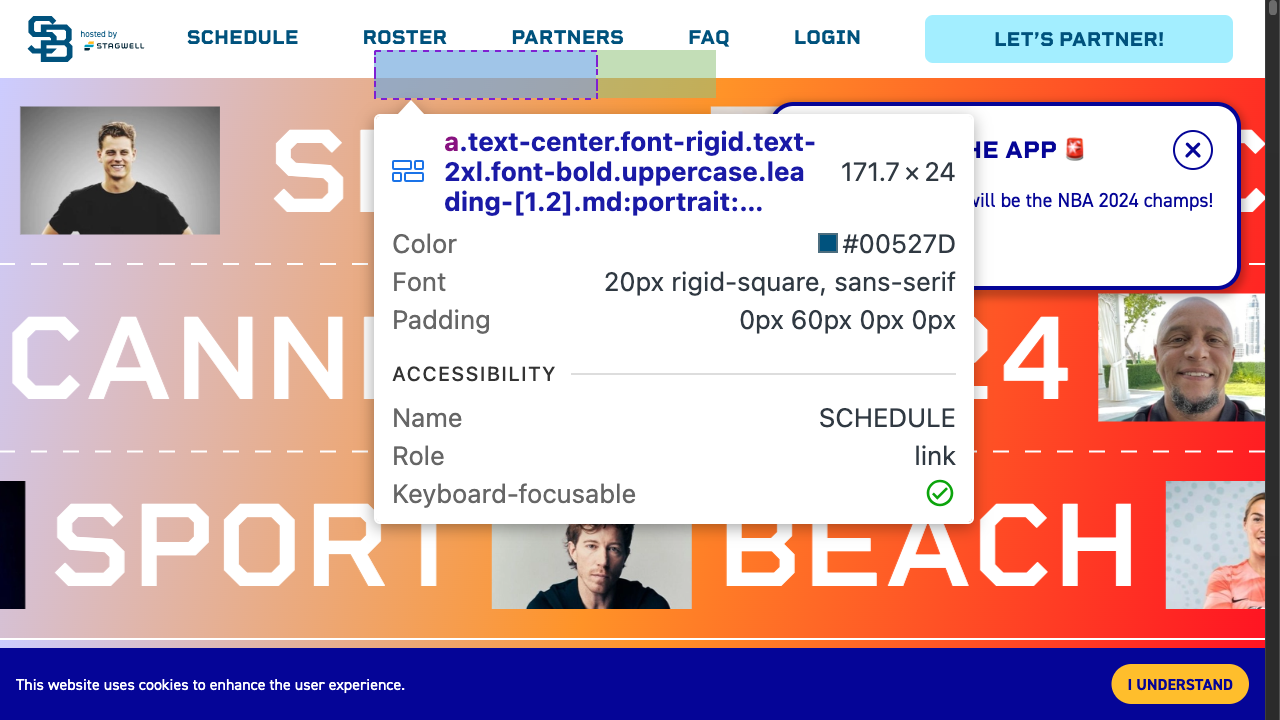 SB hosted by
STAGWELL
SCHEDULE ROSTER PARTNERS FAQ LOGIN LET'S PARTNER!
HE APP 🚨
will be the NBA 2024 champs!
a.text-center.font-rigid.text-
2xl.font-bold.uppercase.lea
ding-[1.2].md:portrait:...
171.7 × 24
Color #00527D
Font 20px rigid-square, sans-serif
Padding 0px 60px 0px 0px
ACCESSIBILITY
Name SCHEDULE
Role link
Keyboard-focusable
CANN 24
SPORT BEACH
This website uses cookies to enhance the user experience.
I UNDERSTAND